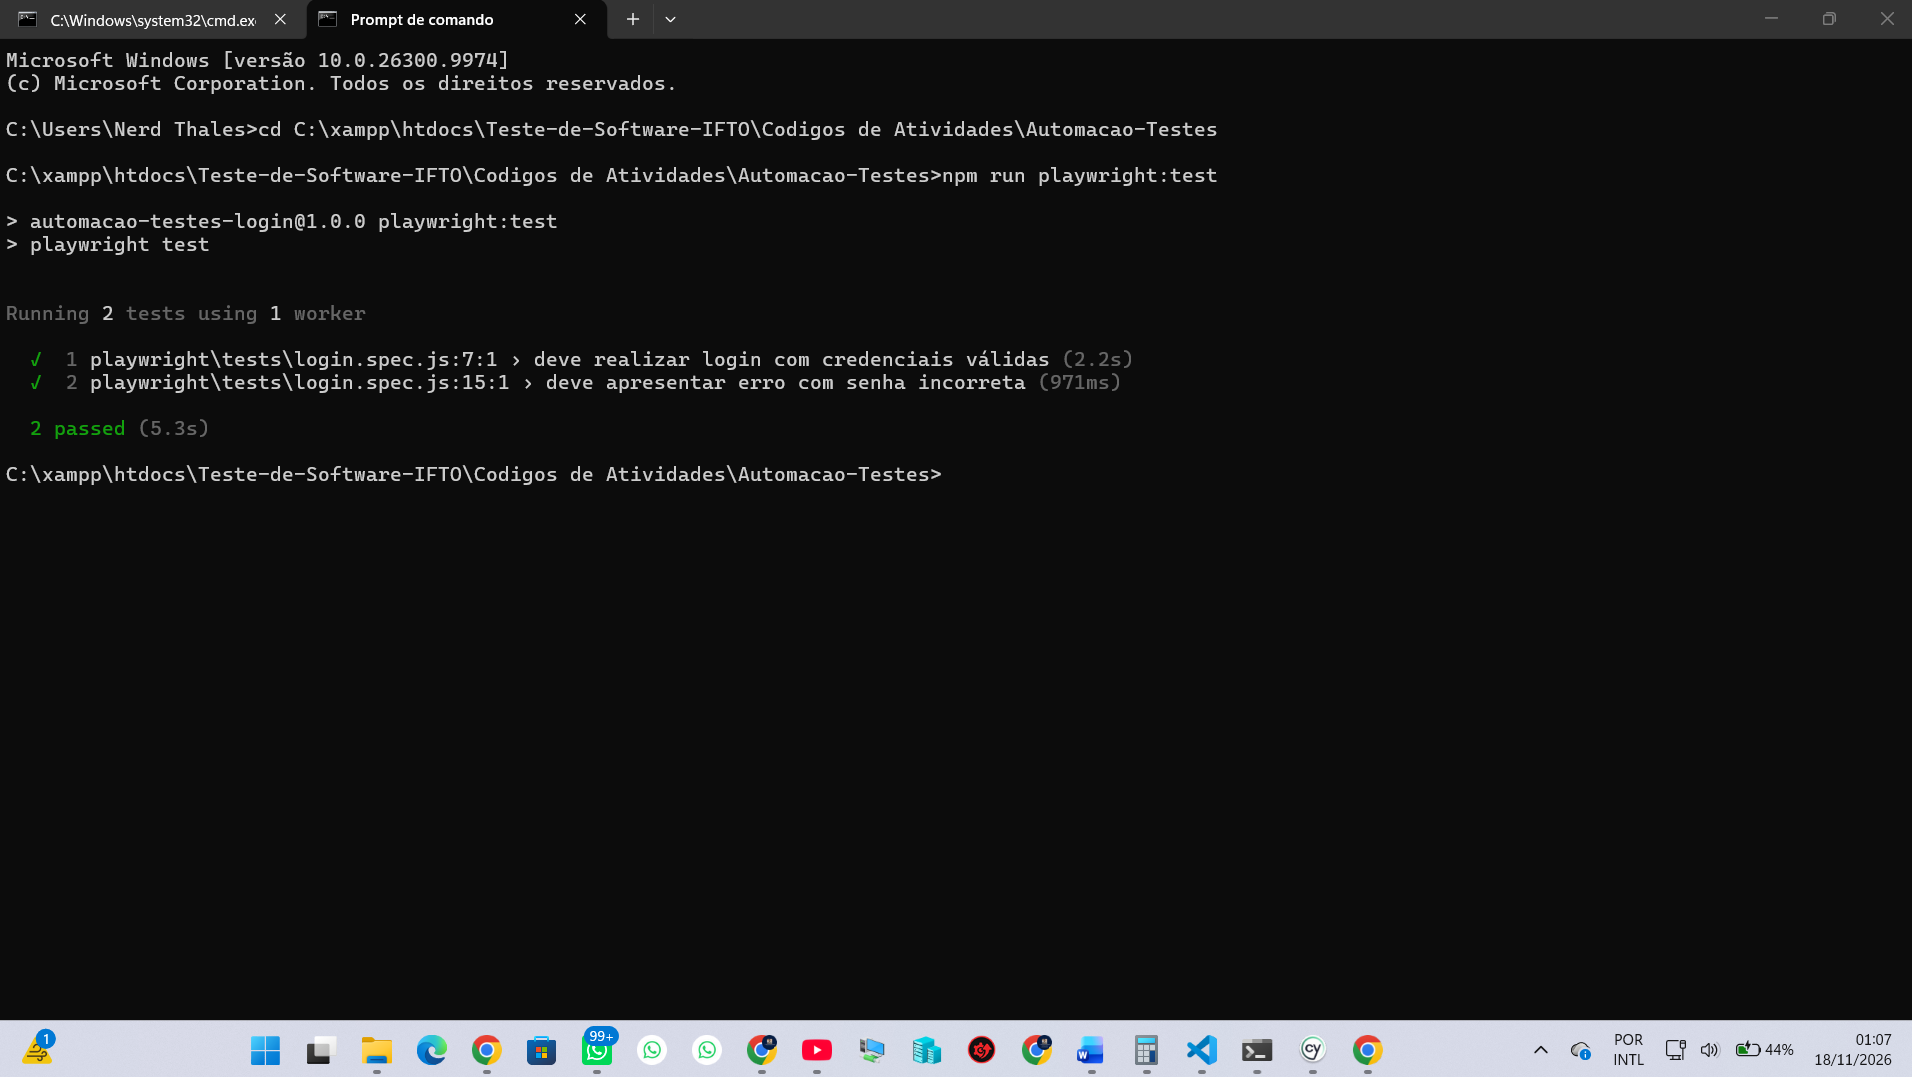 C:\Windows\system32\cmd.exe
Prompt de comando
Microsoft Windows [versão 10.0.26300.9974]
(c) Microsoft Corporation. Todos os direitos reservados.
C:\Users\Nerd Thales>cd C:\xampp\htdocs\Teste-de-Software-IFTO\Codigos de Atividades\Automacao-Testes
C:\xampp\htdocs\Teste-de-Software-IFTO\Codigos de Atividades\Automacao-Testes>npm run playwright:test
> automacao-testes-login@1.0.0 playwright:test
> playwright test
Running 2 tests using 1 worker
√ 1 playwright\tests\login.spec.js:7:1 › deve realizar login com credenciais válidas (2.2s)
√ 2 playwright\tests\login.spec.js:15:1 › deve apresentar erro com senha incorreta (971ms)
2 passed (5.3s)
C:\xampp\htdocs\Teste-de-Software-IFTO\Codigos de Atividades\Automacao-Testes>
1
99+
W
cy
POR
INTL
44%
01:07
18/11/2026